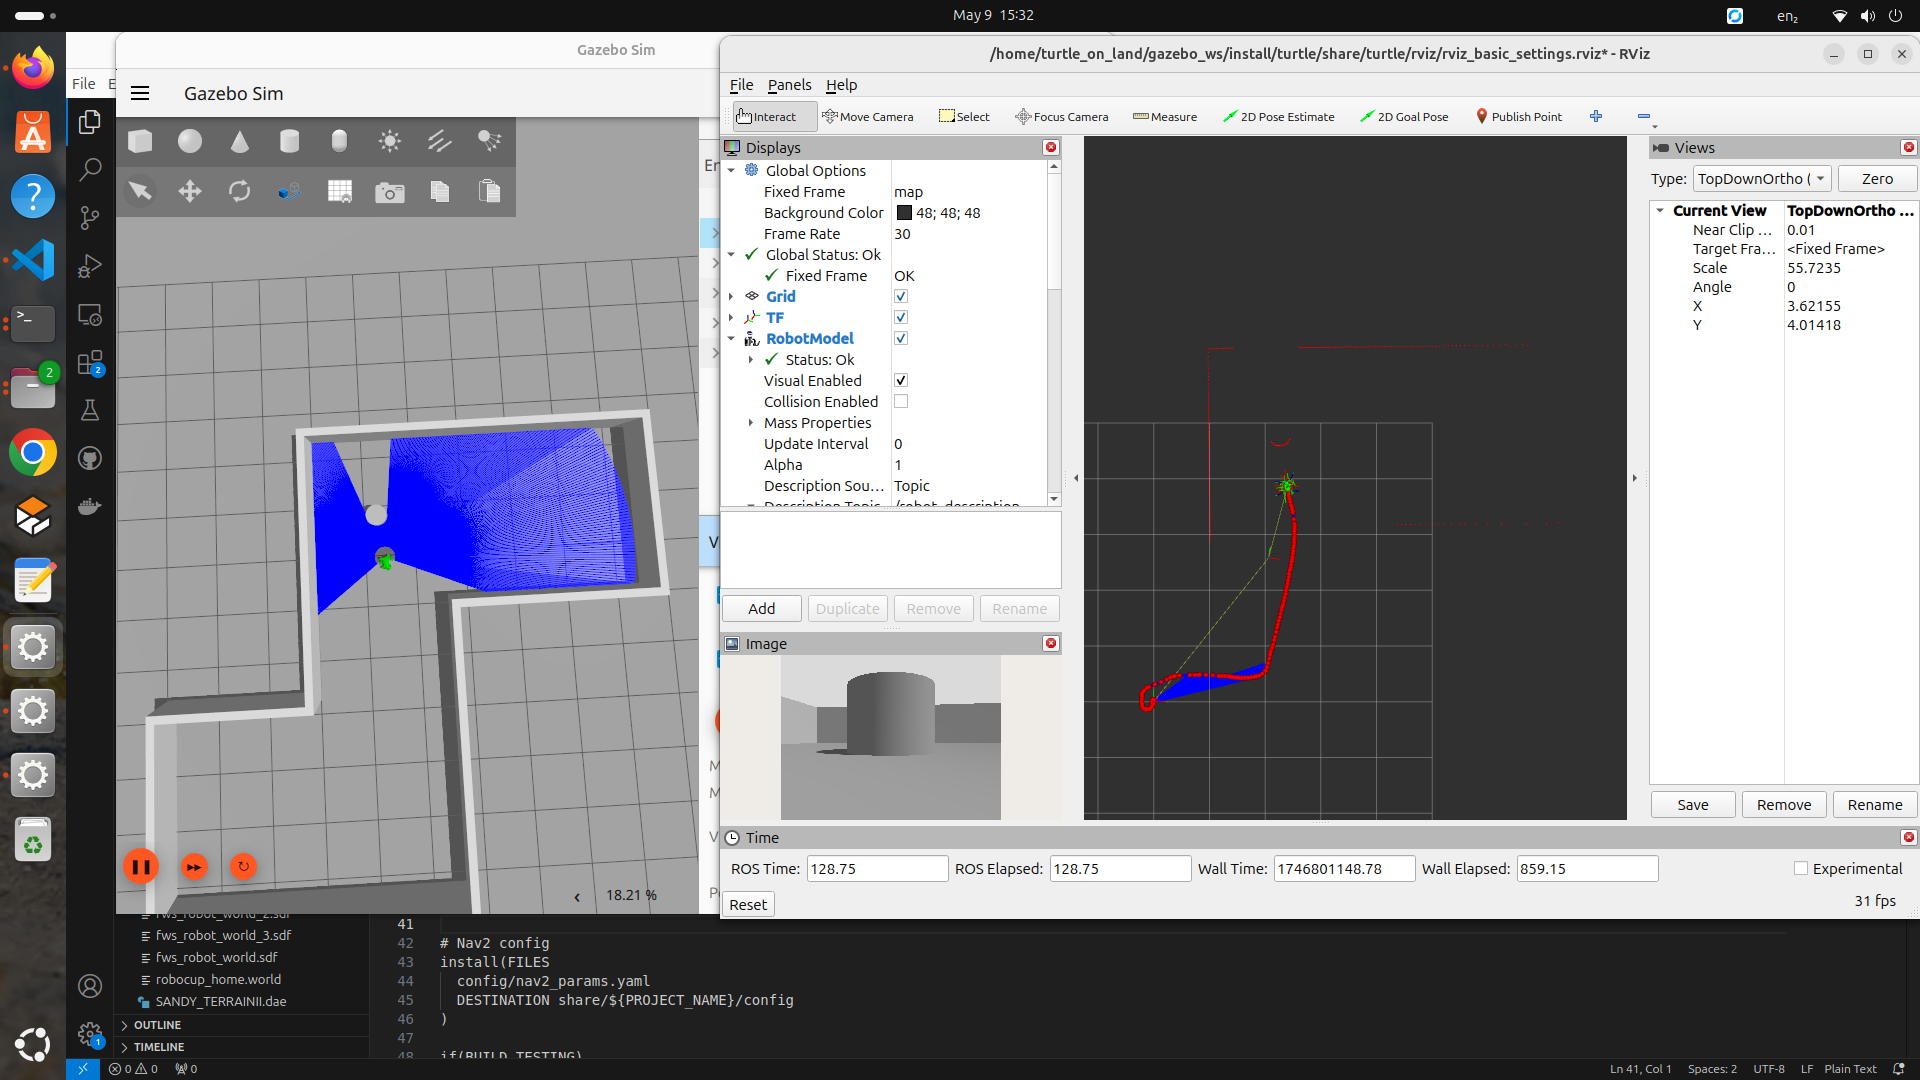 May 9 15:32
en₂
File
Gazebo Sim
Gazebo Sim
2
2
1
18.21 %
/home/turtle_on_land/gazebo_ws/install/turtle/share/turtle/rviz/rviz_basic_settings.rviz* - RViz
File Panels Help
Interact Move Camera Select Focus Camera Measure 2D Pose Estimate 2D Goal Pose Publish Point
Displays
Global Options
Fixed Frame map
Background Color 48; 48; 48
Frame Rate 30
Global Status: Ok
Fixed Frame OK
Grid
TF
RobotModel
Status: Ok
Visual Enabled
Collision Enabled
Mass Properties
Update Interval 0
Alpha 1
Description Sou... Topic
Description Topic /robot_description
Add Duplicate Remove Rename
Image
Views
Type: TopDownOrtho ( Zero
Current View TopDownOrtho ...
Near Clip ... 0.01
Target Fra... <Fixed Frame>
Scale 55.7235
Angle 0
X 3.62155
Y 4.01418
Save Remove Rename
Time
ROS Time: 128.75 ROS Elapsed: 128.75 Wall Time: 1746801148.78 Wall Elapsed: 859.15 Experimental
Reset 31 fps
fws_robot_world_2.sdf
fws_robot_world_3.sdf
fws_robot_world.sdf
robocup_home.world
SANDY_TERRAINII.dae
OUTLINE
TIMELINE
41
42 # Nav2 config
43 install(FILES
44 config/nav2_params.yaml
45 DESTINATION share/${PROJECT_NAME}/config
46 )
47
48 if(BUILD_TESTING)
0 0 0 Ln 41, Col 1 Spaces: 2 UTF-8 LF Plain Text